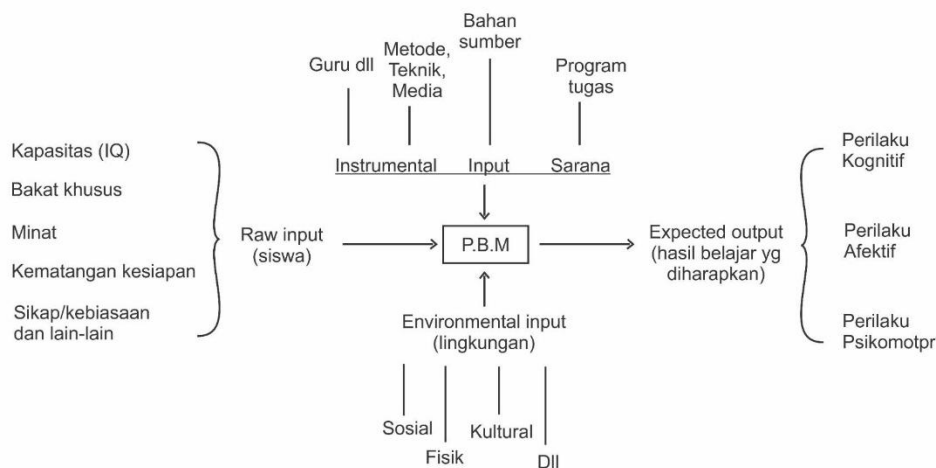 Bahan
sumber
Metode,
Teknik,
Media
Guru dll
Program
tugas
Instrumental Input Sarana
Kapasitas (IQ)
Bakat khusus
Minat
Kematangan kesiapan
Sikap/kebiasaan
dan lain-lain
Raw input
(siswa)
P.B.M
Expected output
(hasil belajar yg
diharapkan)
Perilaku
Kognitif
Perilaku
Afektif
Perilaku
Psikomotpr
Environmental input
(lingkungan)
Sosial
Fisik
Kultural
Dll